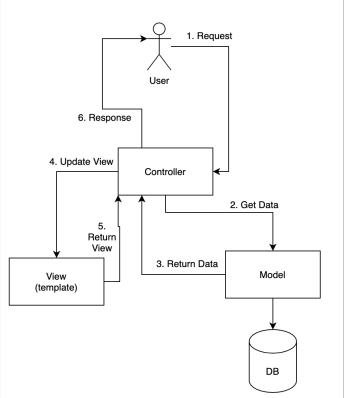 1. Request
User
6. Response
4. Update View
Controller
2. Get Data
5.
Return
View
3. Return Data
View
(template)
Model
DB